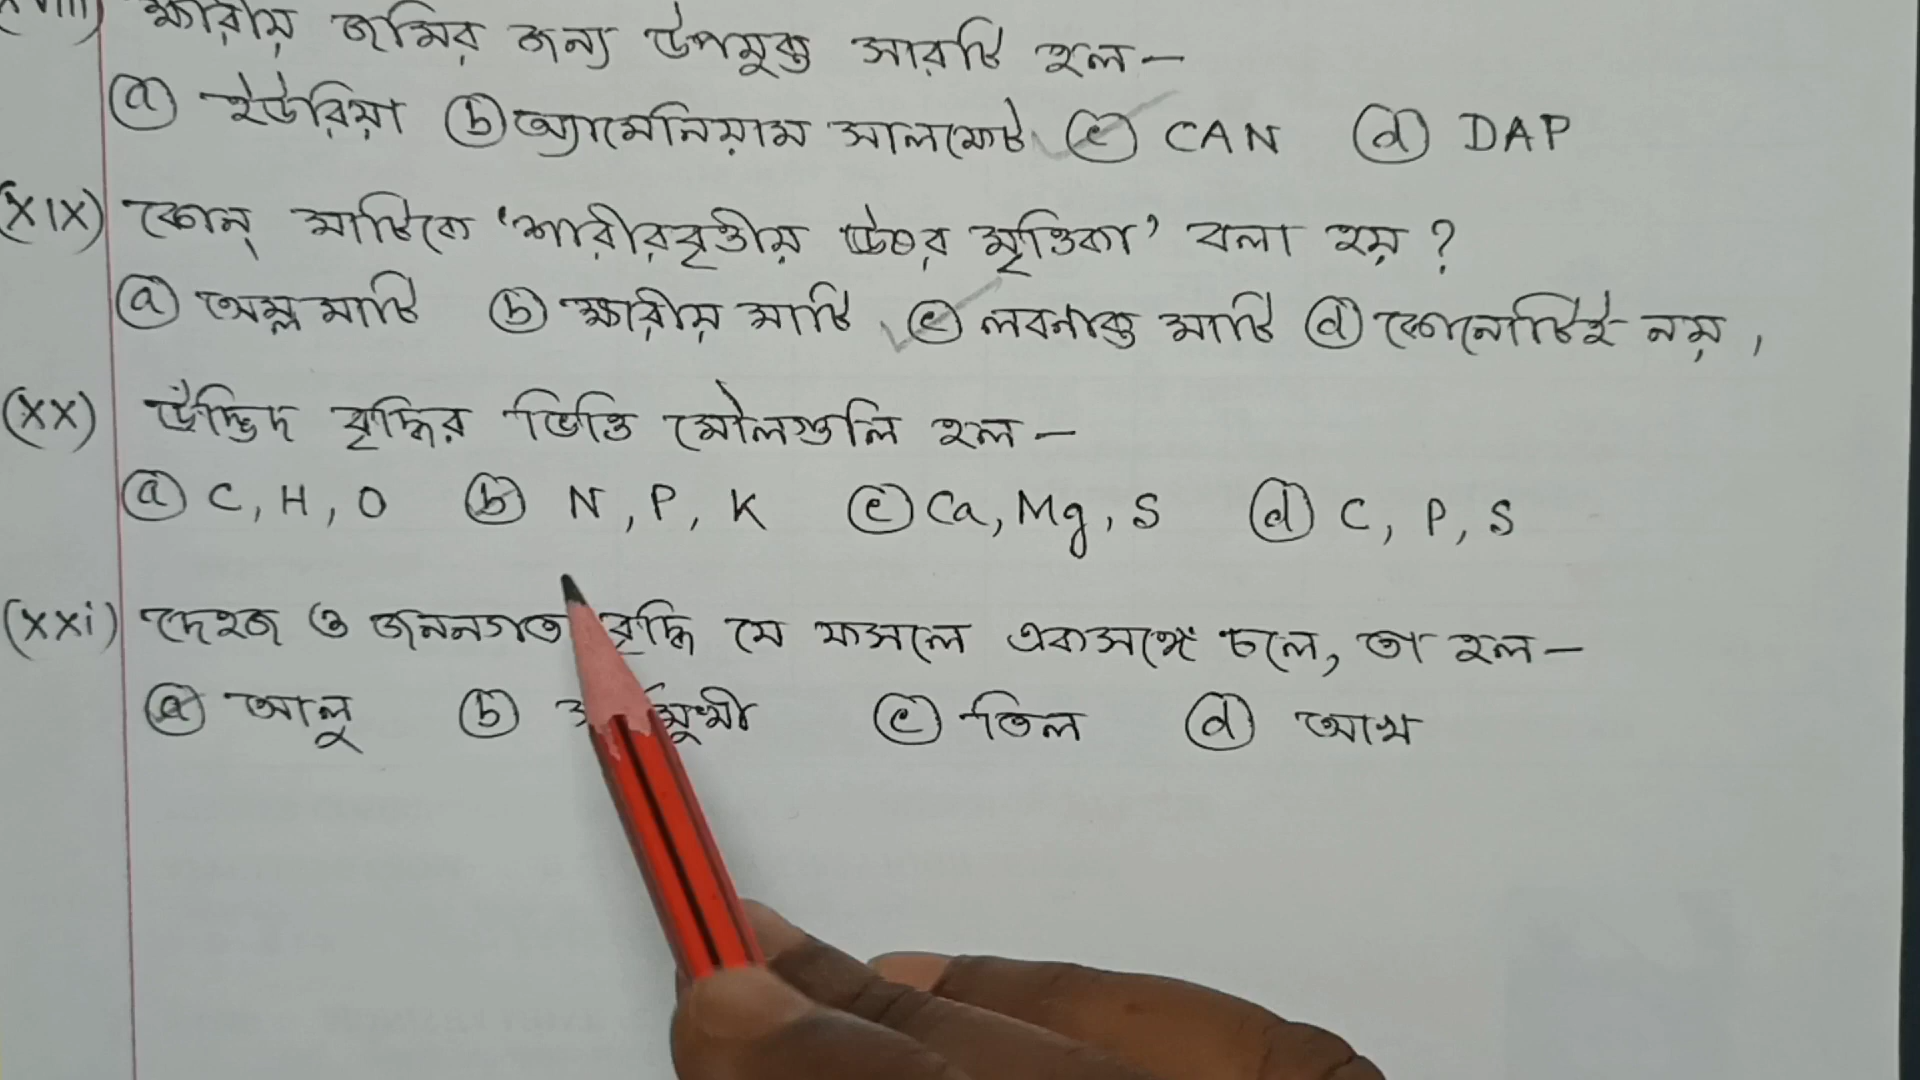 ক্ষারীয় জমির জন্য উপযুক্ত সারটি হল -
(a) ইউরিয়া (b) অ্যামোনিয়াম সালফেট (c) CAN (d) DAP
(XIX) কোন্ মাটিকে 'শারীরবৃত্তীয় উঠর মৃত্তিকা' বলা হয় ?
(a) অম্ল মাটি (b) ক্ষারীয় মাটি (c) লবনাক্ত মাটি (d) কোনোটিই নয়,
(XX) উদ্ভিদ বৃদ্ধির ভিত্তি মৌলগুলি হল -
(a) C, H, O (b) N, P, K (c) Ca, Mg, S (d) C, P, S
(xxi) দেহজ ও জননগত বৃদ্ধি যে ফসলে একসঙ্গে চলে, তা হল -
(a) আলু (b) (c) তিল (d) আখ